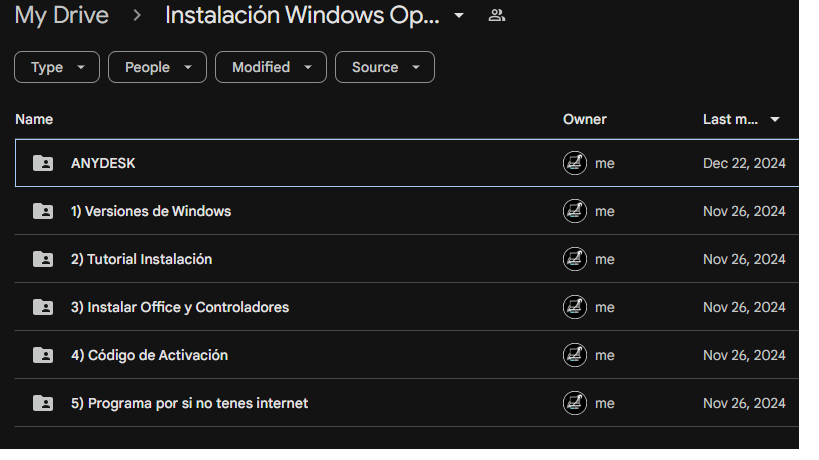 My Drive > Instalación Windows Op...
Type People Modified Source
Name Owner Last m...
ANYDESK me Dec 22, 2024
1) Versiones de Windows me Nov 26, 2024
2) Tutorial Instalación me Nov 26, 2024
3) Instalar Office y Controladores me Nov 26, 2024
4) Código de Activación me Nov 26, 2024
5) Programa por si no tenes internet me Nov 26, 2024